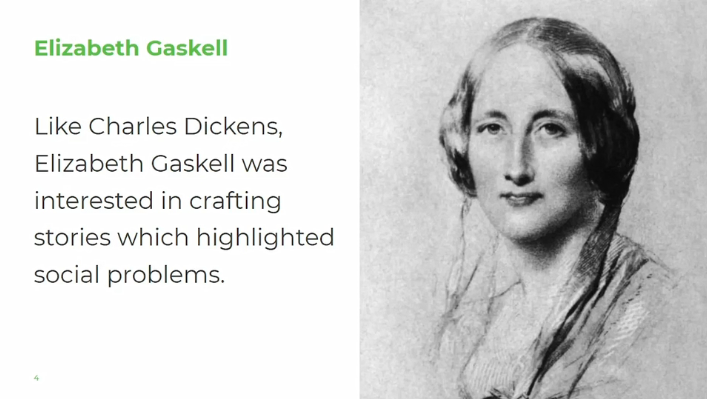 Elizabeth Gaskell
Like Charles Dickens,
Elizabeth Gaskell was
interested in crafting
stories which highlighted
social problems.
4